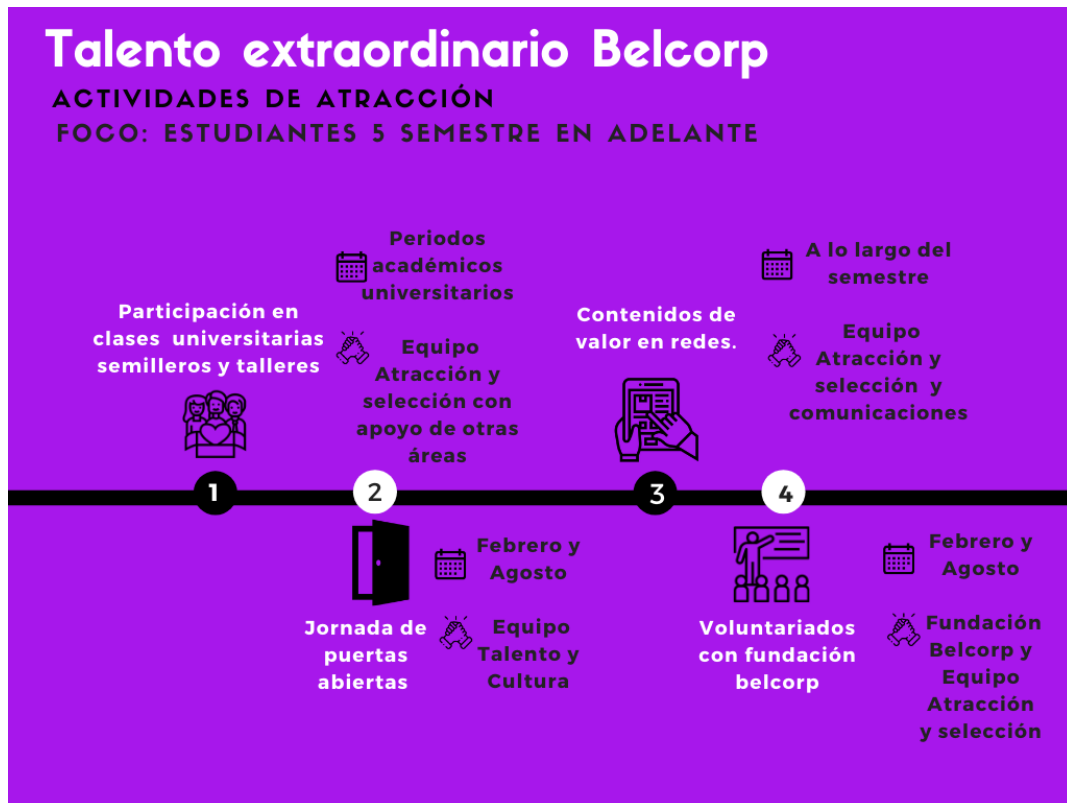 Talento extraordinario Belcorp
ACTIVIDADES DE ATRACCIÓN
FOCO: ESTUDIANTES 5 SEMESTRE EN ADELANTE
Participación en
clases universitarias
semilleros y talleres
Periodos
académicos
universitarios
Equipo
Atracción y
selección con
apoyo de otras
áreas
Contenidos de
valor en redes.
A lo largo del
semestre
Equipo
Atracción y
selección y
comunicaciones
1
2
3
4
Jornada de
puertas
abiertas
Febrero y
Agosto
Equipo
Talento y
Cultura
Voluntariados
con fundación
belcorp
Febrero y
Agosto
Fundación
Belcorp y
Equipo
Atracción
y selección